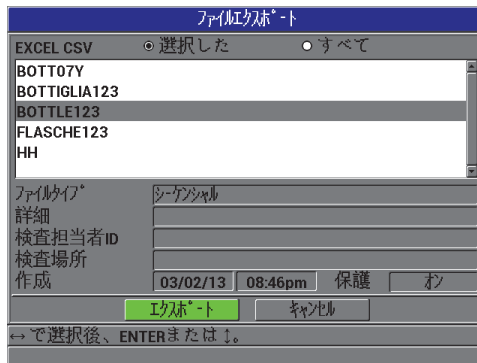 ﾌｧｲﾙｴｸｽﾎﾟｰﾄ
EXCEL CSV 選択した すべて
BOTT07Y
BOTTIGLIA123
BOTTLE123
FLASCHE123
HH
ﾌｧｲﾙﾀｲﾌﾟ ｼｰｹﾝｼｬﾙ
詳細
検査担当者ID
検査場所
作成 03/02/13 08:46pm 保護 ｵﾝ
ｴｸｽﾎﾟｰﾄ ｷｬﾝｾﾙ
↔で選択後、ENTERまたは↕。